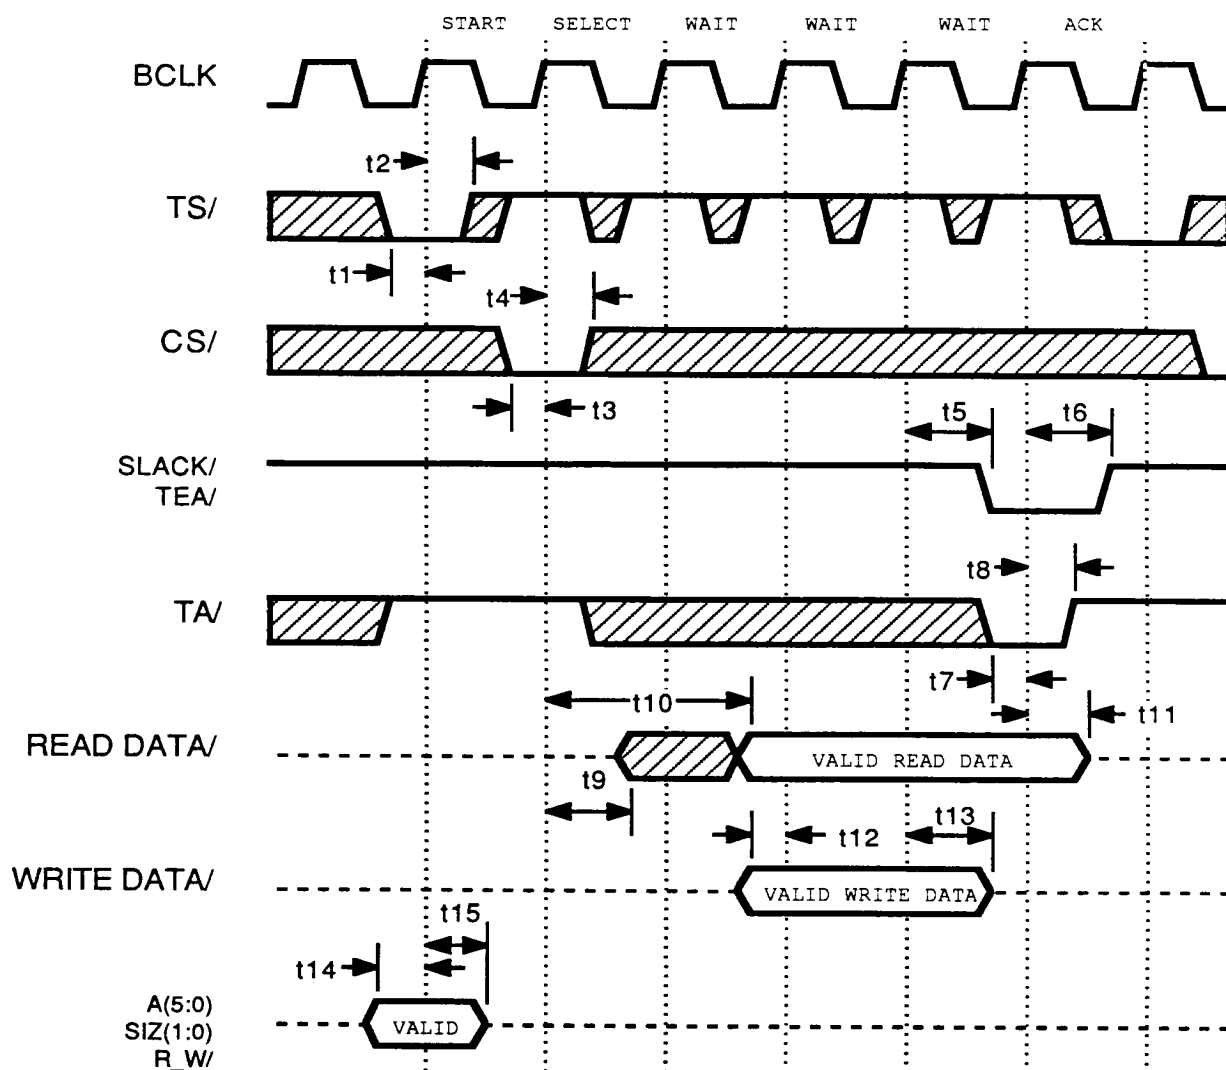 START SELECT WAIT WAIT WAIT ACK
BCLK
t2
TS/
t1
t4
CS/
t3
t5 t6
SLACK/
TEA/
t8
TA/
t7
t10 t11
READ DATA/
VALID READ DATA
t9
t12 t13
WRITE DATA/
VALID WRITE DATA
t15
t14
A(5:0)
SIZ(1:0)
R_W/
VALID